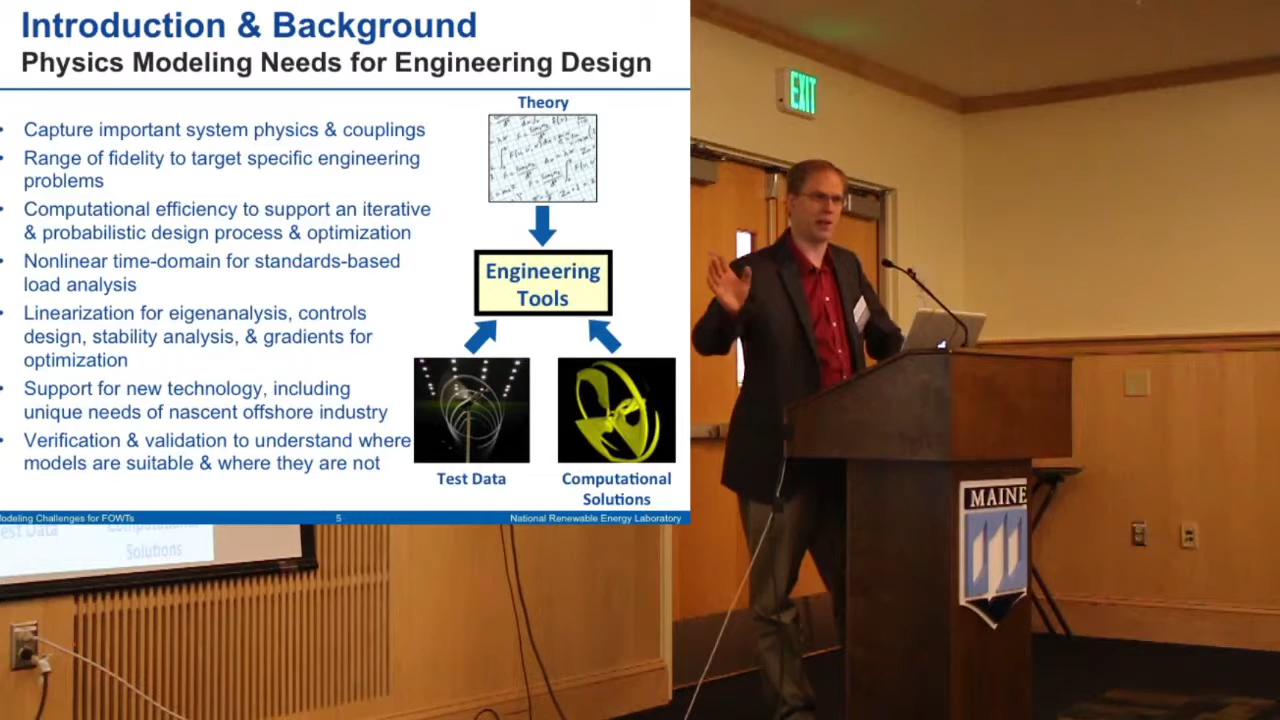 Introduction & Background
Physics Modeling Needs for Engineering Design
• Capture important system physics & couplings
• Range of fidelity to target specific engineering
problems
• Computational efficiency to support an iterative
& probabilistic design process & optimization
• Nonlinear time-domain for standards-based
load analysis
• Linearization for eigenanalysis, controls
design, stability analysis, & gradients for
optimization
• Support for new technology, including
unique needs of nascent offshore industry
• Verification & validation to understand where
models are suitable & where they are not
Theory
Engineering
Tools
Test Data
Computational
Solutions
odeling Challenges for FOWTs
5
National Renewable Energy Laboratory
est Data
Solutions
EXIT
MAINE